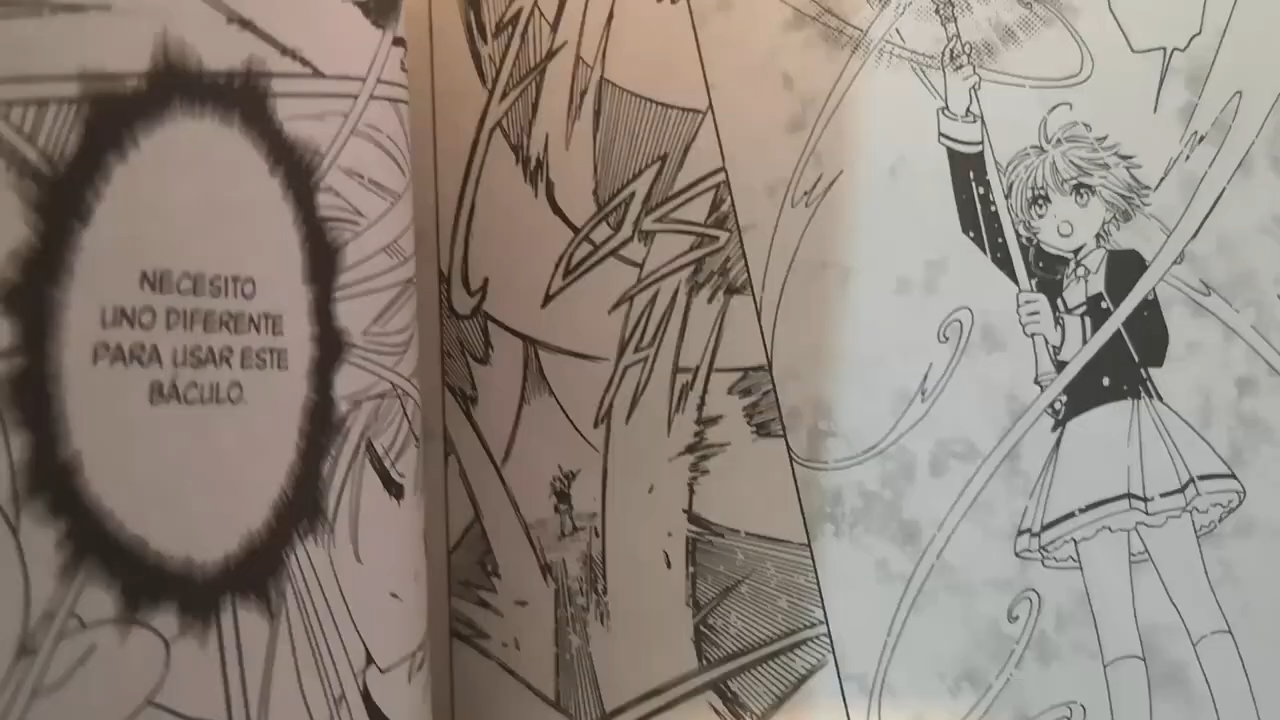 NECESITO
UNO DIFERENTE
PARA USAR ESTE
BÁCULO.